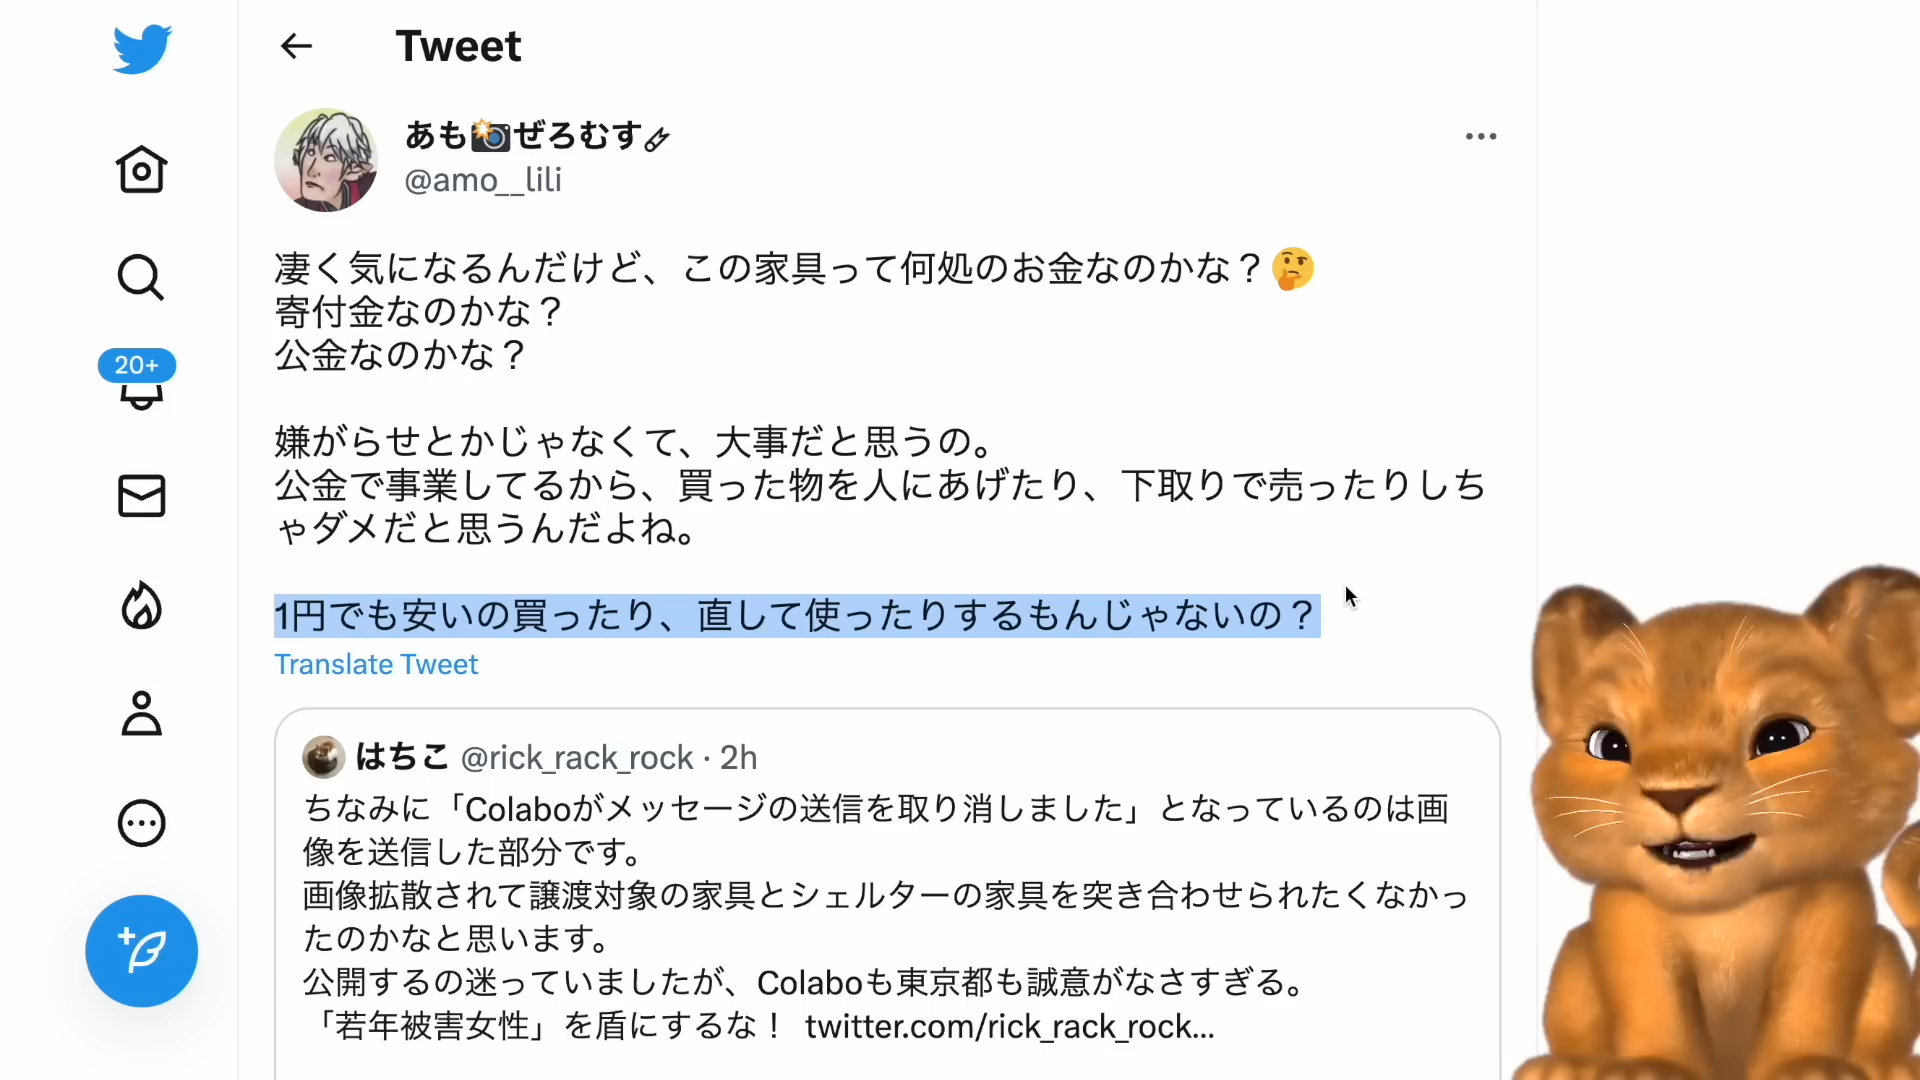 Tweet
あも📸ぜろむす☄
@amo__lili
凄く気になるんだけど、この家具って何処のお金なのかな？🤔
寄付金なのかな？
公金なのかな？
嫌がらせとかじゃなくて、大事だと思うの。
公金で事業してるから、買った物を人にあげたり、下取りで売ったりしち
ゃダメだと思うんだよね。
1円でも安いの買ったり、直して使ったりするもんじゃないの？
Translate Tweet
20+
はちこ @rick_rack_rock · 2h
ちなみに「Colaboがメッセージの送信を取り消しました」となっているのは画
像を送信した部分です。
画像拡散されて譲渡対象の家具とシェルターの家具を突き合わせられたくなかっ
たのかなと思います。
公開するの迷っていましたが、Colaboも東京都も誠意がなさすぎる。
「若年被害女性」を盾にするな！ twitter.com/rick_rack_rock…